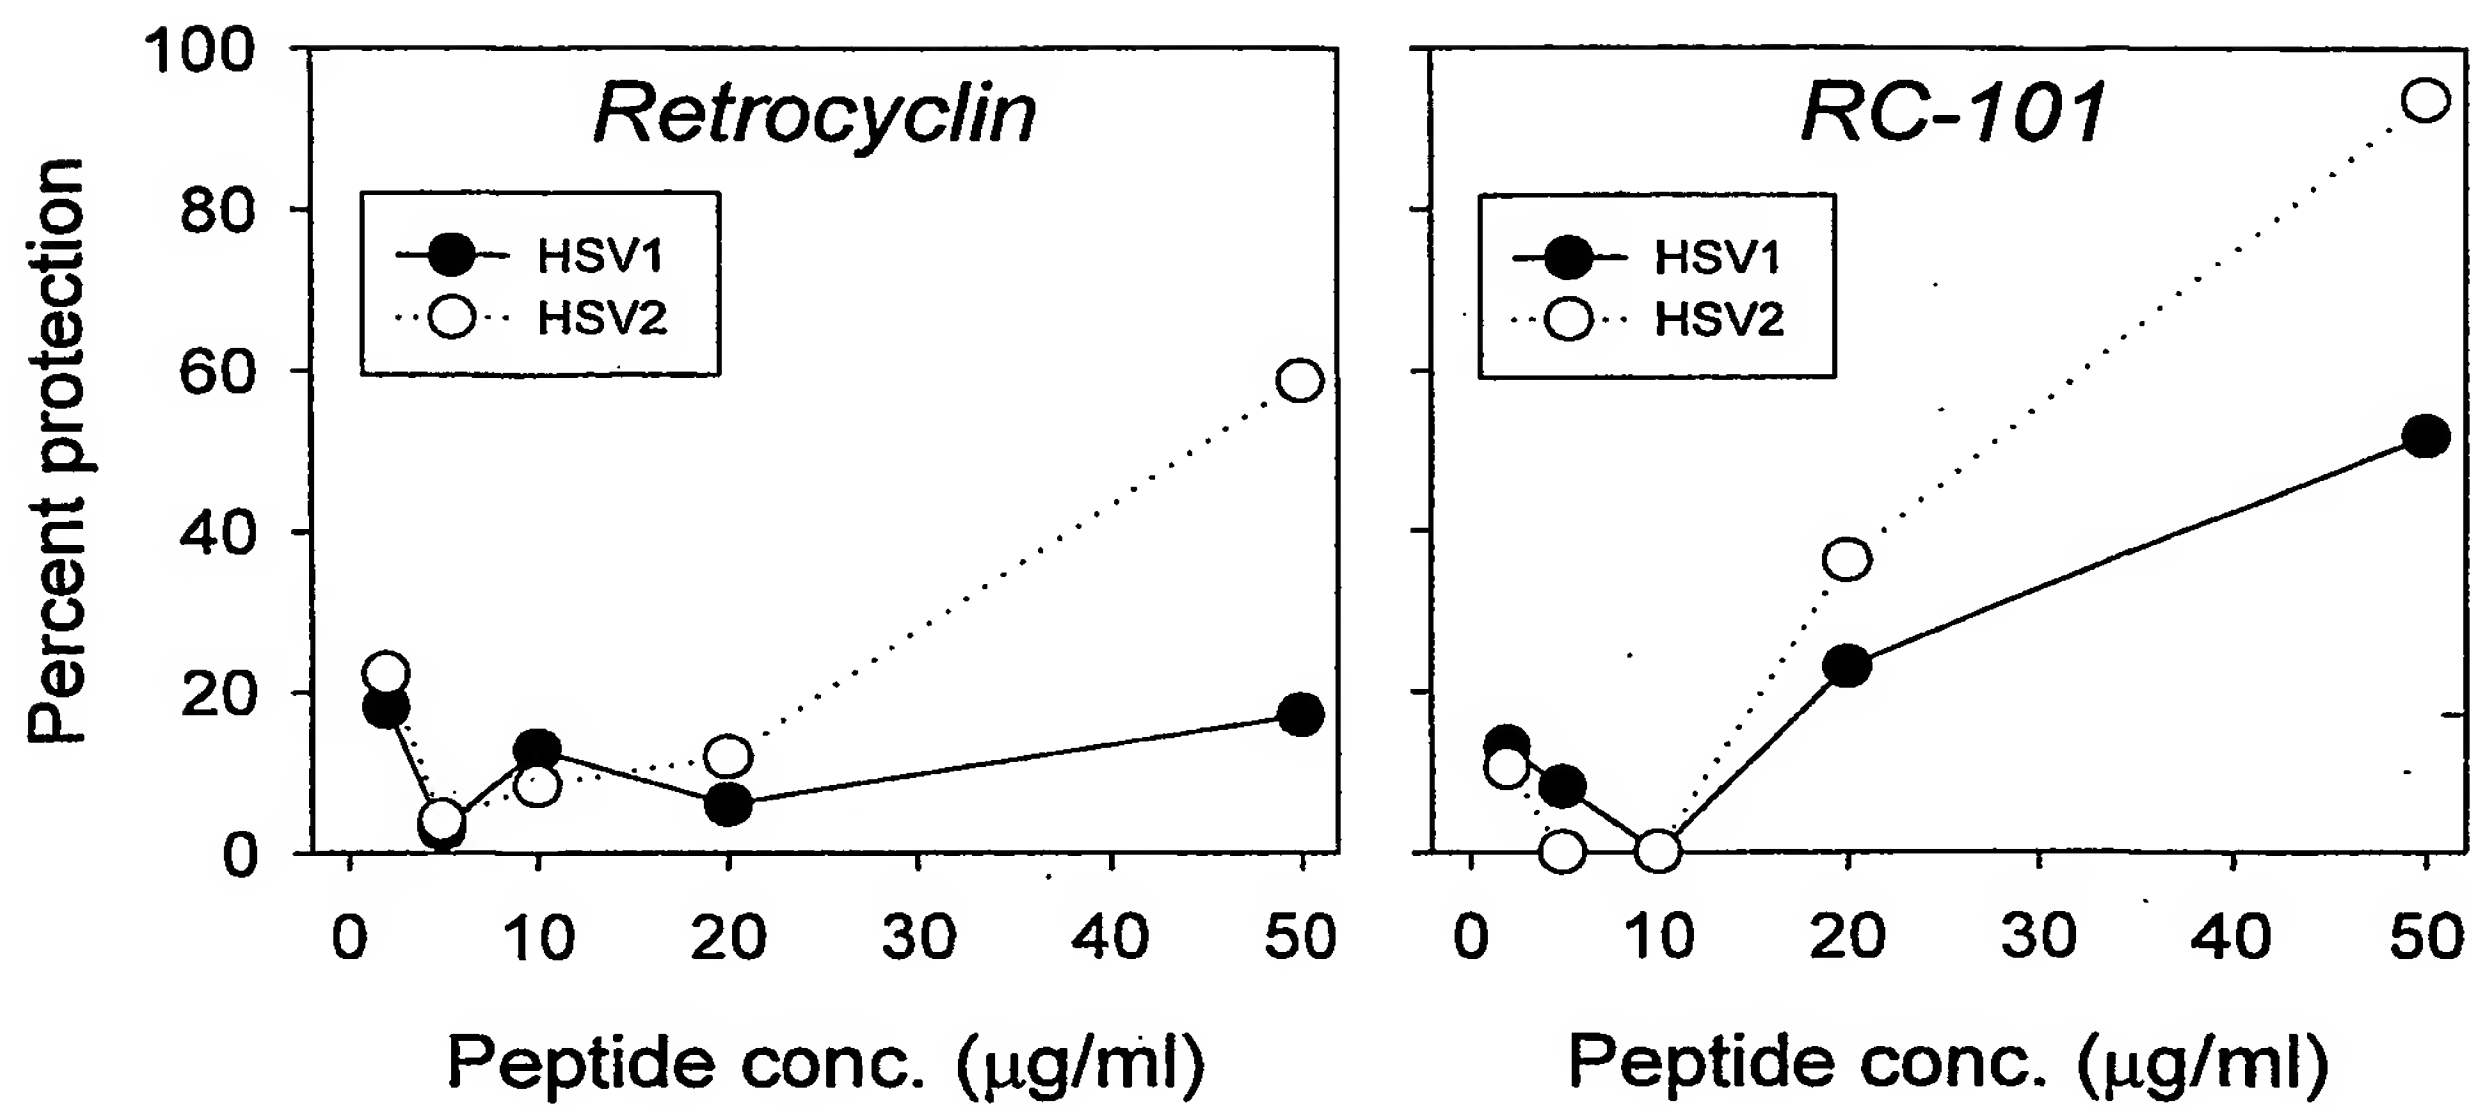 Percent protection
100
80
60
40
20
0
Retrocyclin
HSV1
HSV2
0 10 20 30 40 50
Peptide conc. (μg/ml)
RC-101
HSV1
HSV2
0 10 20 30 40 50
Peptide conc. (μg/ml)